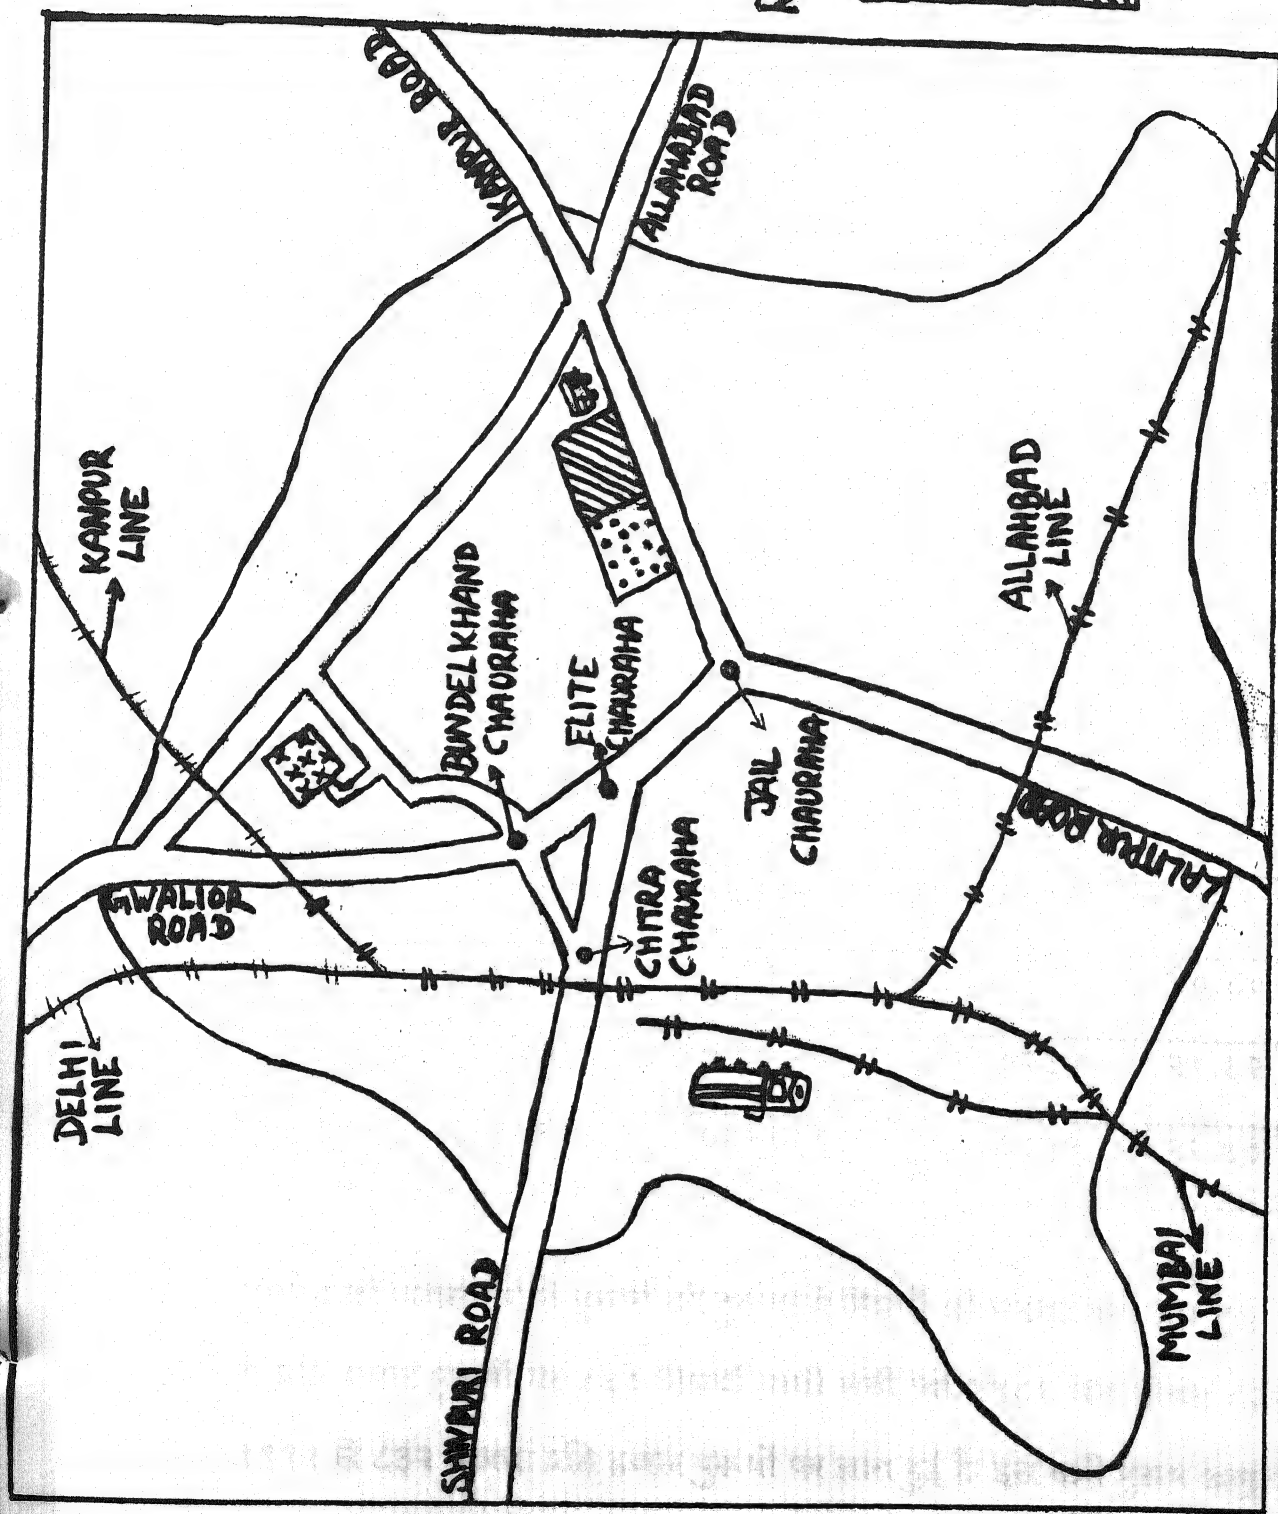 KANPUR ROAD
ALLAHABAD
ROAD
KANPUR
LINE
BUNDELKHAND
CHAURAHA
ELITE
CHAURAHA
ALLAHBAD
LINE
JAIL
CHAURAHA
LALITPUR ROAD
GWALIOR
ROAD
CHITRA
CHAURAHA
DELHI
LINE
SHIVPURI ROAD
MUMBAI
LINE